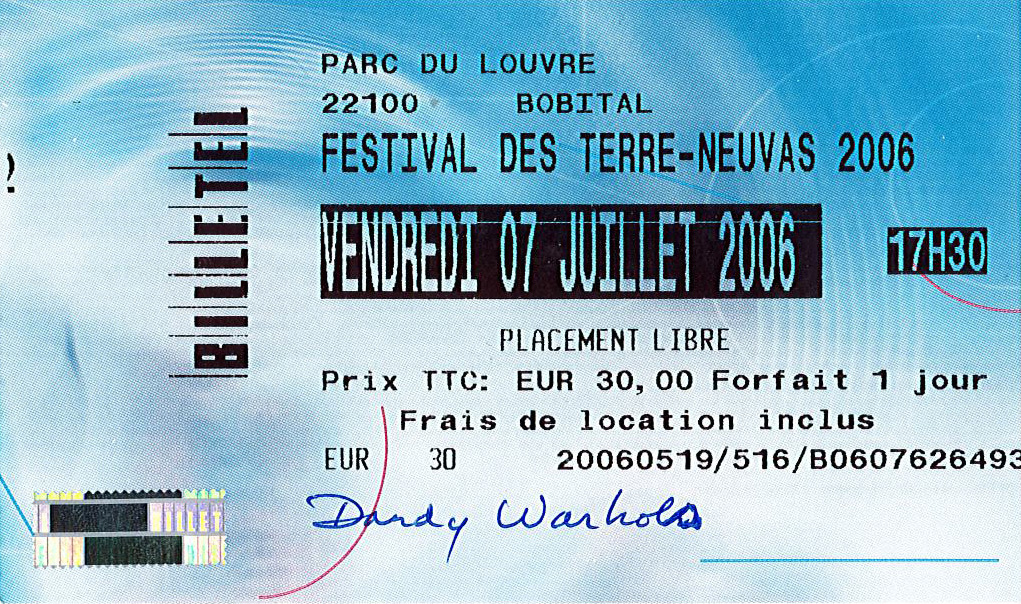 PARC DU LOUVRE
22100 BOBITAL
FESTIVAL DES TERRE-NEUVAS 2006
VENDREDI 07 JUILLET 2006 17H30
PLACEMENT LIBRE
Prix TTC: EUR 30,00 Forfait 1 jour
Frais de location inclus
EUR 30 20060519/516/B0607626493
Dandy Warhols
BILLETEL
?
BILLET